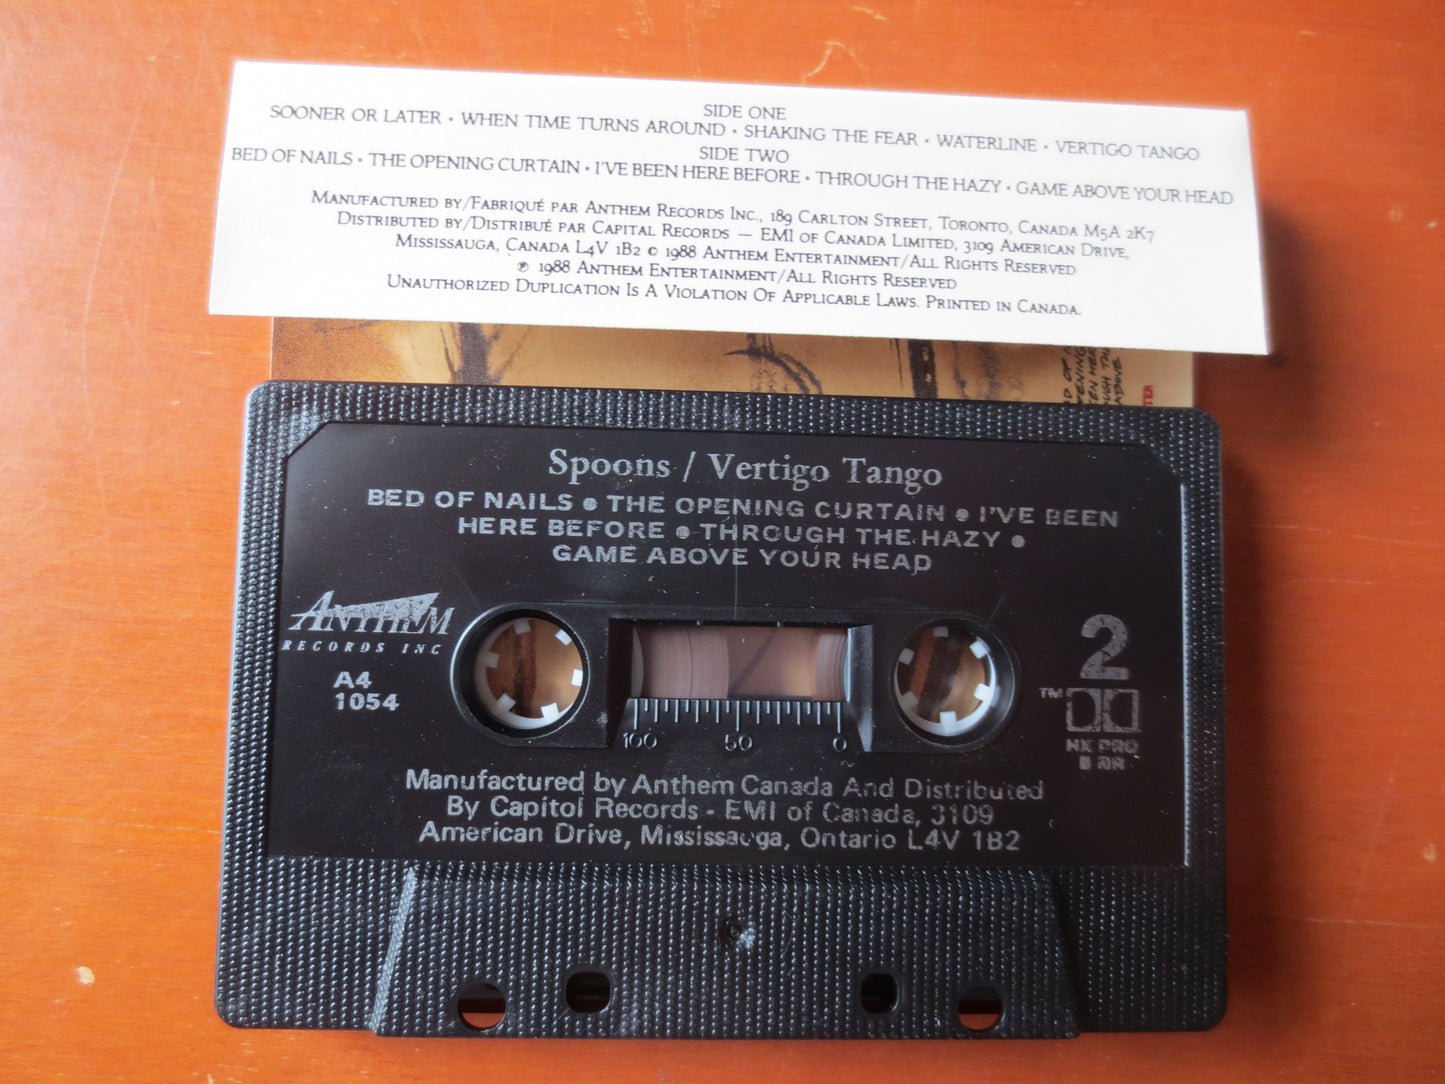 SIDE ONE
SOONER OR LATER • WHEN TIME TURNS AROUND • SHAKING THE FEAR • WATERLINE • VERTIGO TANGO
SIDE TWO
BED OF NAILS • THE OPENING CURTAIN • I'VE BEEN HERE BEFORE • THROUGH THE HAZY • GAME ABOVE YOUR HEAD
MANUFACTURED BY/FABRIQUÉ PAR ANTHEM RECORDS INC., 189 CARLTON STREET, TORONTO, CANADA M5A 2K7
DISTRIBUTED BY/DISTRIBUÉ PAR CAPITAL RECORDS — EMI OF CANADA LIMITED, 3109 AMERICAN DRIVE,
MISSISSAUGA, CANADA L4V 1B2 © 1988 ANTHEM ENTERTAINMENT/ALL RIGHTS RESERVED
℗ 1988 ANTHEM ENTERTAINMENT/ALL RIGHTS RESERVED
UNAUTHORIZED DUPLICATION IS A VIOLATION OF APPLICABLE LAWS. PRINTED IN CANADA.
Spoons / Vertigo Tango
BED OF NAILS • THE OPENING CURTAIN • I'VE BEEN
HERE BEFORE • THROUGH THE HAZY •
GAME ABOVE YOUR HEAD
ANTHEM
RECORDS INC
A4
1054
2
TM
HX PRO
B NR
100 50 0
Manufactured by Anthem Canada And Distributed
By Capitol Records - EMI of Canada, 3109
American Drive, Mississauga, Ontario L4V 1B2